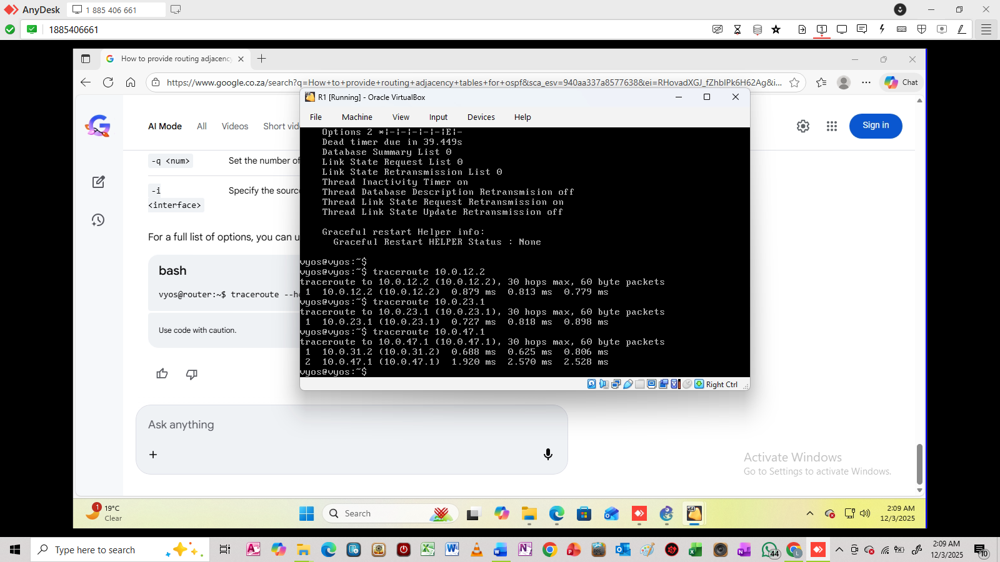 AnyDesk
1 885 406 661
1885406661
How to provide routing adjacency
https://www.google.co.za/search?q=How+to+provide+routing+adjacency+tables+for+ospf&sca_esv=940aa337a8577638&ei=RHovadXGJ_fZhbIPk6H62Ag&i...
Chat
R1 [Running] - Oracle VirtualBox
File Machine View Input Devices Help
AI Mode All Videos Short vid
Sign in
-q <num> Set the number of
-i Specify the sourc
<interface>
For a full list of options, you can u
bash
vyos@router:~$ traceroute --he
Use code with caution.
Options 2 *|-|-|-|-|-|E|-
Dead timer due in 39.449s
Database Summary List 0
Link State Request List 0
Link State Retransmission List 0
Thread Inactivity Timer on
Thread Database Description Retransmision off
Thread Link State Request Retransmission on
Thread Link State Update Retransmission off
Graceful restart Helper info:
Graceful Restart HELPER Status : None
vyos@vyos:~$
vyos@vyos:~$ traceroute 10.0.12.2
traceroute to 10.0.12.2 (10.0.12.2), 30 hops max, 60 byte packets
1 10.0.12.2 (10.0.12.2) 0.879 ms 0.813 ms 0.779 ms
vyos@vyos:~$ traceroute 10.0.23.1
traceroute to 10.0.23.1 (10.0.23.1), 30 hops max, 60 byte packets
1 10.0.23.1 (10.0.23.1) 0.727 ms 0.818 ms 0.898 ms
vyos@vyos:~$ traceroute 10.0.47.1
traceroute to 10.0.47.1 (10.0.47.1), 30 hops max, 60 byte packets
1 10.0.31.2 (10.0.31.2) 0.688 ms 0.625 ms 0.806 ms
2 10.0.47.1 (10.0.47.1) 1.920 ms 2.570 ms 2.528 ms
vyos@vyos:~$
Right Ctrl
Ask anything
Activate Windows
Go to Settings to activate Windows.
1
19°C
Clear
Search
2:09 AM
12/3/2025
Type here to search
44
2:09 AM
12/3/2025
10